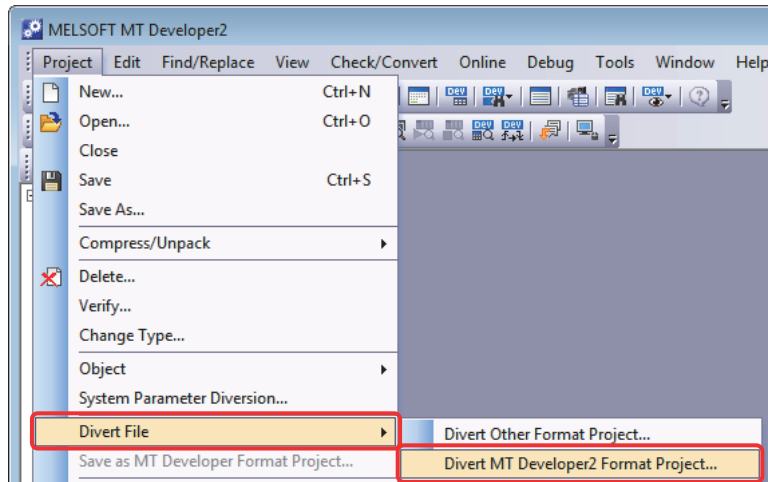 MELSOFT MT Developer2
Project Edit Find/Replace View Check/Convert Online Debug Tools Window Help
New... Ctrl+N
Open... Ctrl+O
Close
Save Ctrl+S
Save As...
Compress/Unpack
Delete...
Verify...
Change Type...
Object
System Parameter Diversion...
Divert File
Divert Other Format Project...
Save as MT Developer Format Project...
Divert MT Developer2 Format Project...